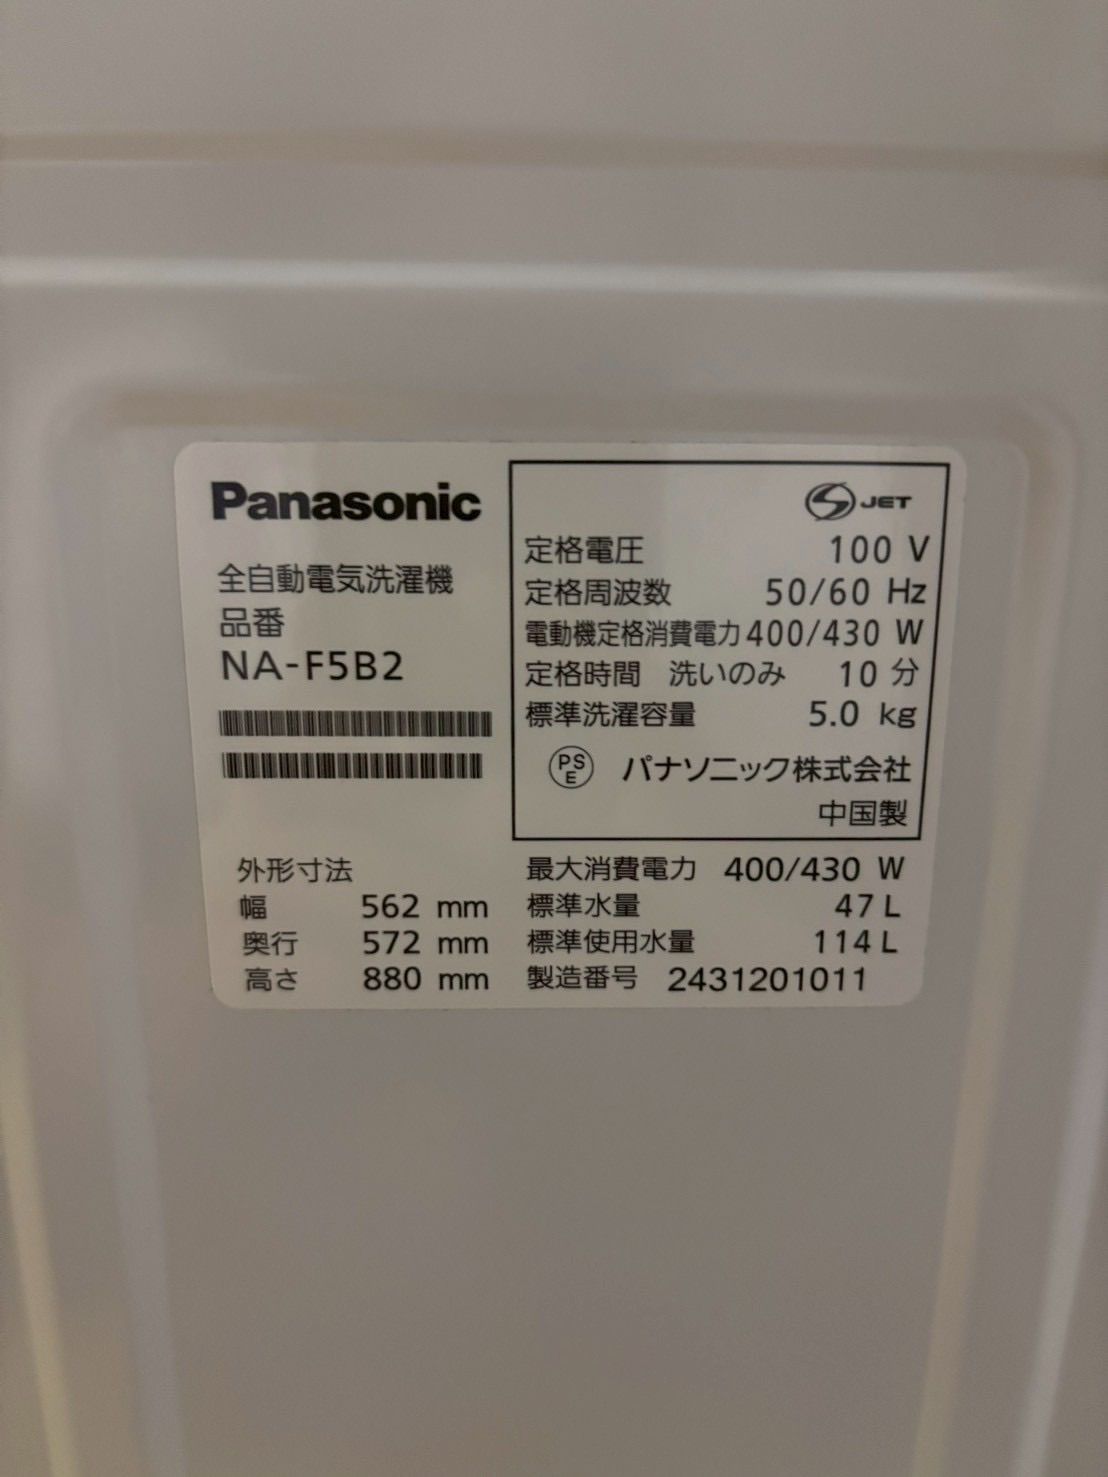 Panasonic
全自動電気洗濯機
品番
NA-F5B2
JET
定格電圧 100 V
定格周波数 50/60 Hz
電動機定格消費電力 400/430 W
定格時間 洗いのみ 10 分
標準洗濯容量 5.0 kg
PS E パナソニック株式会社
中国製
外形寸法
幅 562 mm
奥行 572 mm
高さ 880 mm
最大消費電力 400/430 W
標準水量 47 L
標準使用水量 114 L
製造番号 2431201011